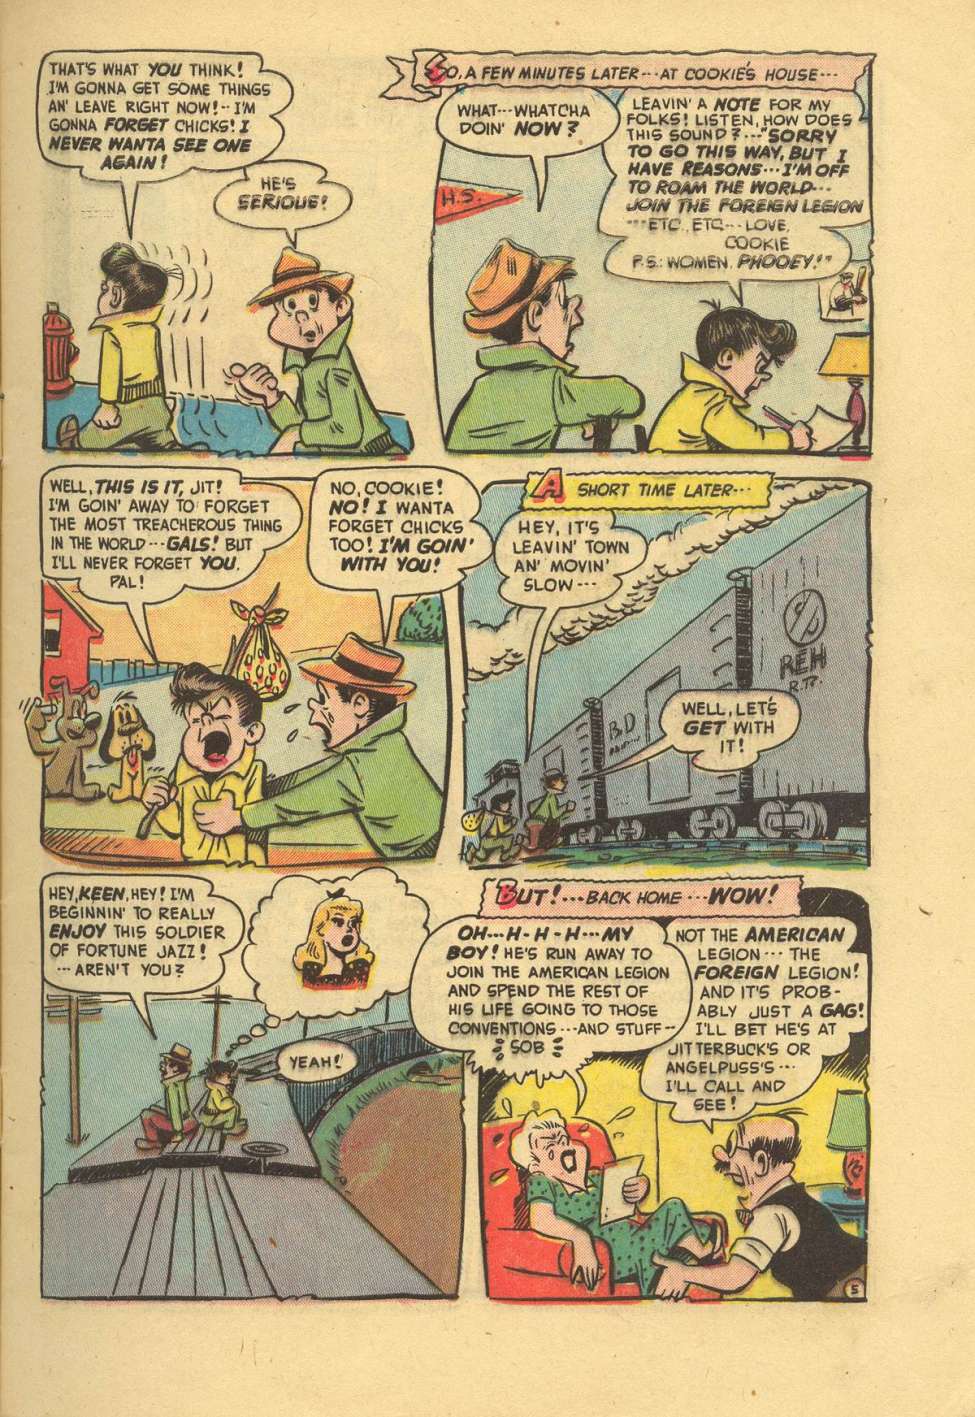 THAT'S WHAT YOU THINK!
I'M GONNA GET SOME THINGS
AN' LEAVE RIGHT NOW!-- I'M
GONNA FORGET CHICKS! I
NEVER WANTA SEE ONE
AGAIN!
HE'S
SERIOUS!
SO, A FEW MINUTES LATER--- AT COOKIE'S HOUSE---
WHAT---WHATCHA
DOIN' NOW?
LEAVIN' A NOTE FOR MY
FOLKS! LISTEN, HOW DOES
THIS SOUND?---"SORRY
TO GO THIS WAY, BUT I
HAVE REASONS---I'M OFF
TO ROAM THE WORLD---
JOIN THE FOREIGN LEGION
---ETC., ETC.---LOVE,
COOKIE
P.S.: WOMEN, PHOOEY!"
H.S.
WELL, THIS IS IT, JIT!
I'M GOIN' AWAY TO FORGET
THE MOST TREACHEROUS THING
IN THE WORLD---GALS! BUT
I'LL NEVER FORGET YOU,
PAL!
NO, COOKIE!
NO! I WANTA
FORGET CHICKS
TOO! I'M GOIN'
WITH YOU!
A SHORT TIME LATER---
HEY, IT'S
LEAVIN' TOWN
AN' MOVIN'
SLOW---
REH
R.R.
B.D
WELL, LET'S
GET WITH
IT!
HEY, KEEN, HEY! I'M
BEGINNIN' TO REALLY
ENJOY THIS SOLDIER
OF FORTUNE JAZZ!
---AREN'T YOU?
YEAH!
BUT!---BACK HOME---WOW!
OH---H-H-H---MY
BOY! HE'S RUN AWAY TO
JOIN THE AMERICAN LEGION
AND SPEND THE REST OF
HIS LIFE GOING TO THOSE
CONVENTIONS---AND STUFF--
SOB
NOT THE AMERICAN
LEGION---THE
FOREIGN LEGION!
AND IT'S PROB-
ABLY JUST A GAG!
I'LL BET HE'S AT
JITTERBUCK'S OR
ANGELPUSS'S---
I'LL CALL AND
SEE!
5